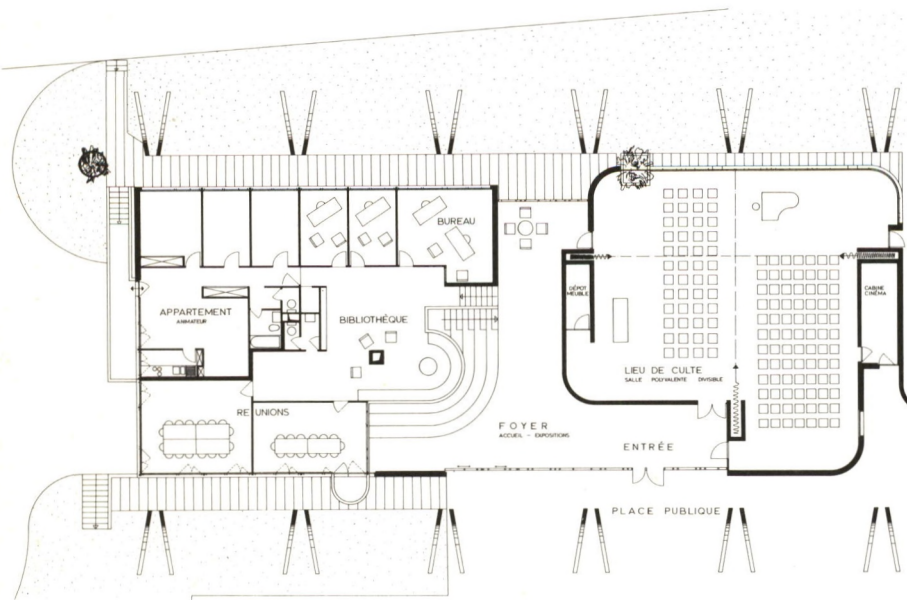 BUREAU
DÉPOT
MEUBLE
CABINE
CINÉMA
APPARTEMENT
ANIMATEUR
BIBLIOTHÈQUE
LIEU DE CULTE
SALLE POLYVALENTE DIVISIBLE
RÉUNIONS
FOYER
ACCUEIL - EXPOSITIONS
ENTRÉE
PLACE PUBLIQUE